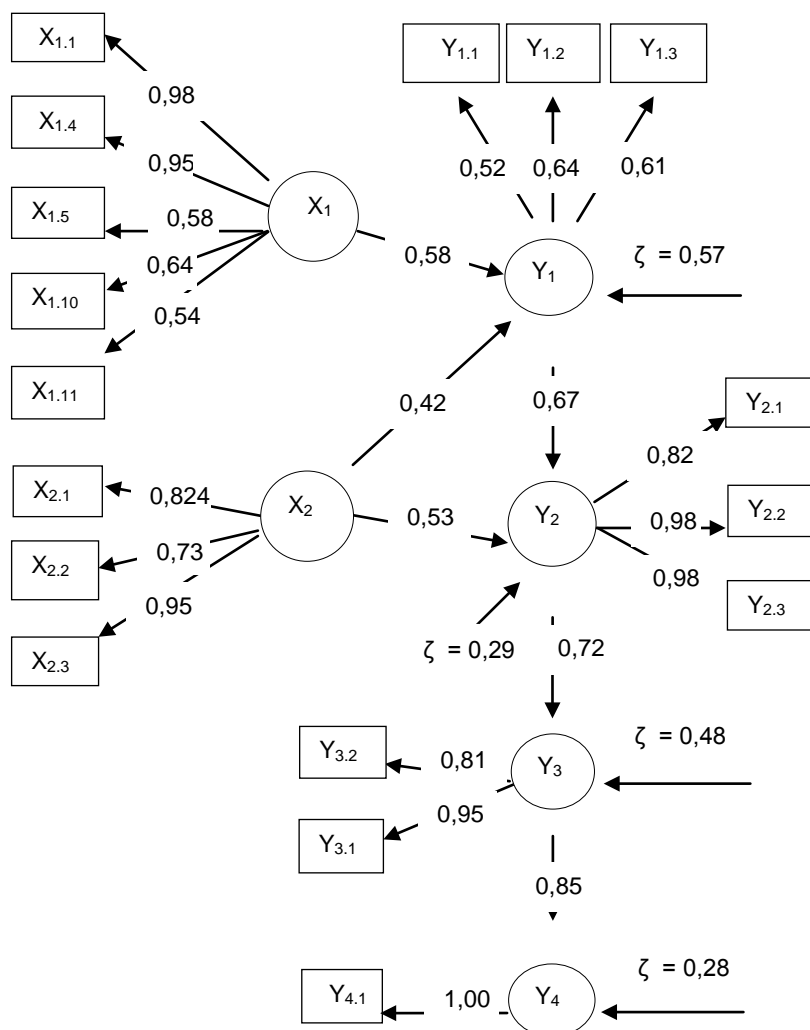 X1.1
Y1.1 Y1.2 Y1.3
0,98
X1.4
0,95
0,52 0,64 0,61
X1.5
0,58
X1
0,58
Y1
ζ = 0,57
X1.10
0,64
0,54
X1.11
0,42
0,67
Y2.1
0,82
X2.1
0,824
X2
0,53
Y2
0,98
Y2.2
X2.2
0,73
0,98
0,95
Y2.3
X2.3
ζ = 0,29
0,72
Y3.2
0,81
Y3
ζ = 0,48
Y3.1
0,95
0,85
Y4.1
1,00
Y4
ζ = 0,28